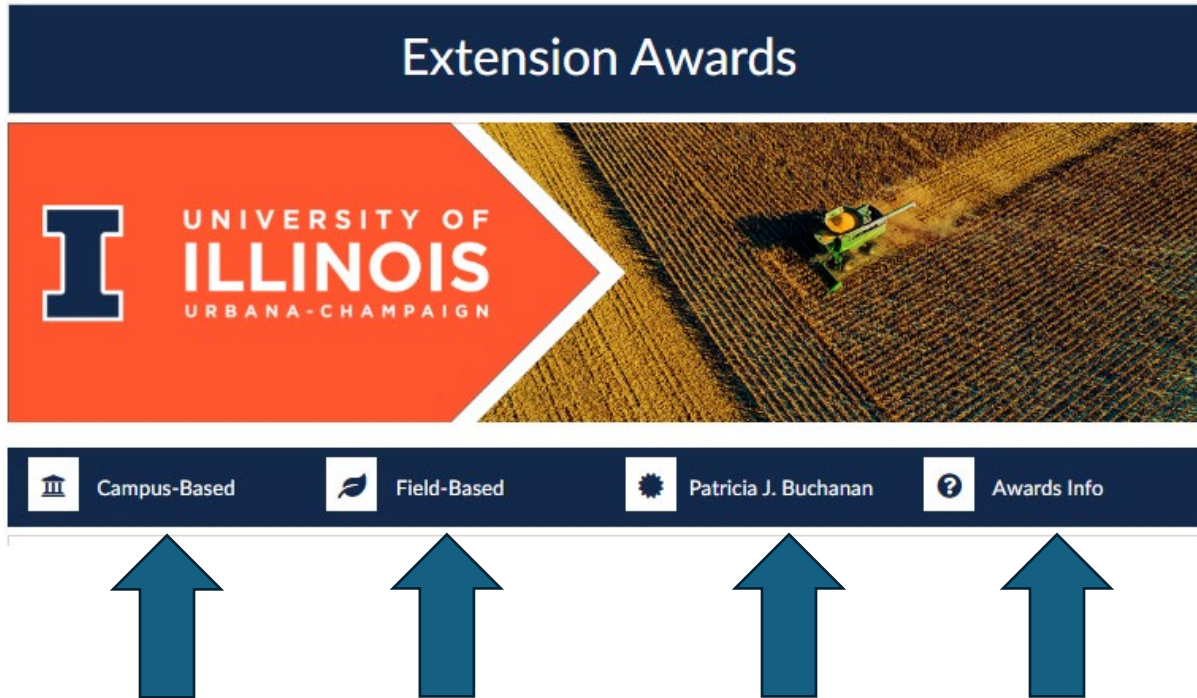 Extension Awards
UNIVERSITY OF
ILLINOIS
URBANA-CHAMPAIGN
Campus-Based
Field-Based
Patricia J. Buchanan
Awards Info